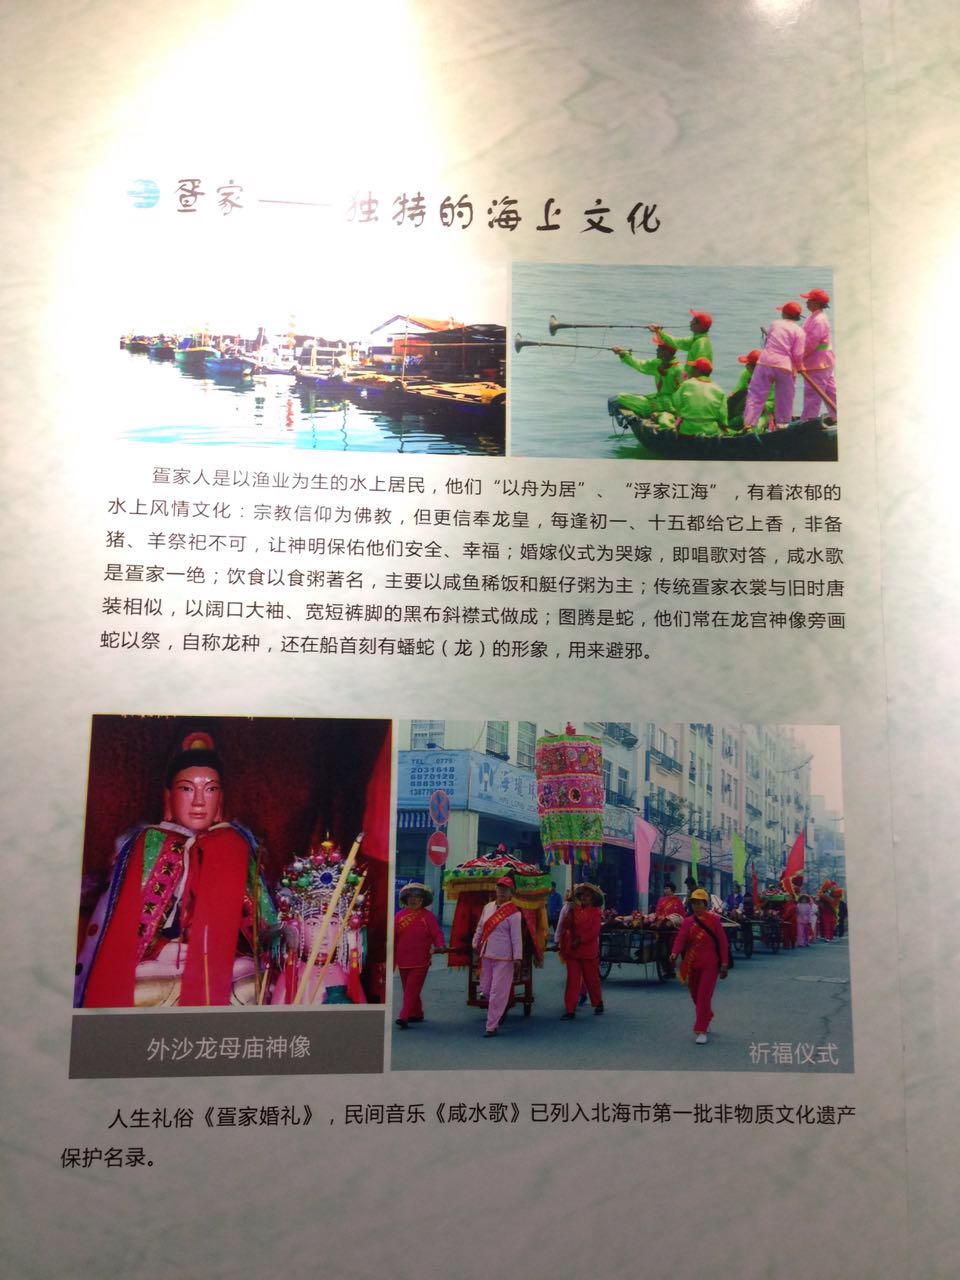 疍家——独特的海上文化
疍家人是以渔业为生的水上居民，他们“以舟为居”、“浮家江海”，有着浓郁的
水上风情文化：宗教信仰为佛教，但更信奉龙皇，每逢初一、十五都给它上香，非备
猪、羊祭祀不可，让神明保佑他们安全、幸福；婚嫁仪式为哭嫁，即唱歌对答，咸水歌
是疍家一绝；饮食以食粥著名，主要以咸鱼稀饭和艇仔粥为主；传统疍家衣裳与旧时唐
装相似，以阔口大袖、宽短裤脚的黑布斜襟式做成；图腾是蛇，他们常在龙宫神像旁画
蛇以祭，自称龙种，还在船首刻有蟠蛇（龙）的形象，用来避邪。
TEL：0779
2031618
6870128
8883913
外沙龙母庙神像
祈福仪式
人生礼俗《疍家婚礼》，民间音乐《咸水歌》已列入北海市第一批非物质文化遗产
保护名录。